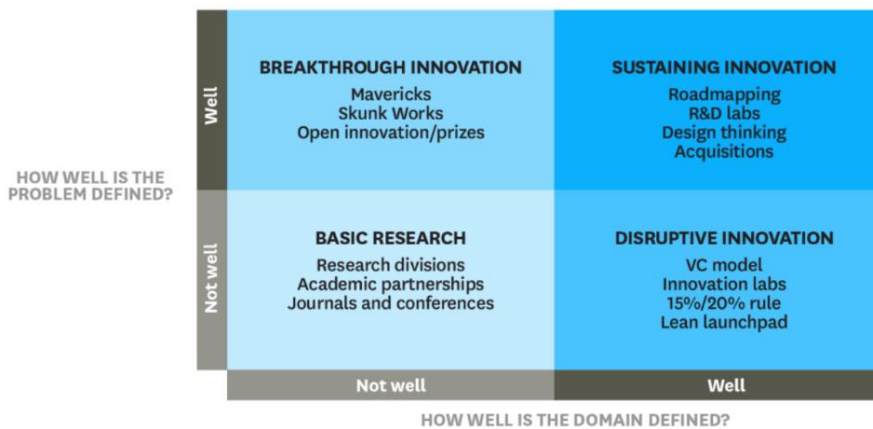 BREAKTHROUGH INNOVATION
Mavericks
Skunk Works
Open innovation/prizes
SUSTAINING INNOVATION
Roadmapping
R&D labs
Design thinking
Acquisitions
Well
HOW WELL IS THE
PROBLEM DEFINED?
BASIC RESEARCH
Research divisions
Academic partnerships
Journals and conferences
DISRUPTIVE INNOVATION
VC model
Innovation labs
15%/20% rule
Lean launchpad
Not well
Not well
Well
HOW WELL IS THE DOMAIN DEFINED?